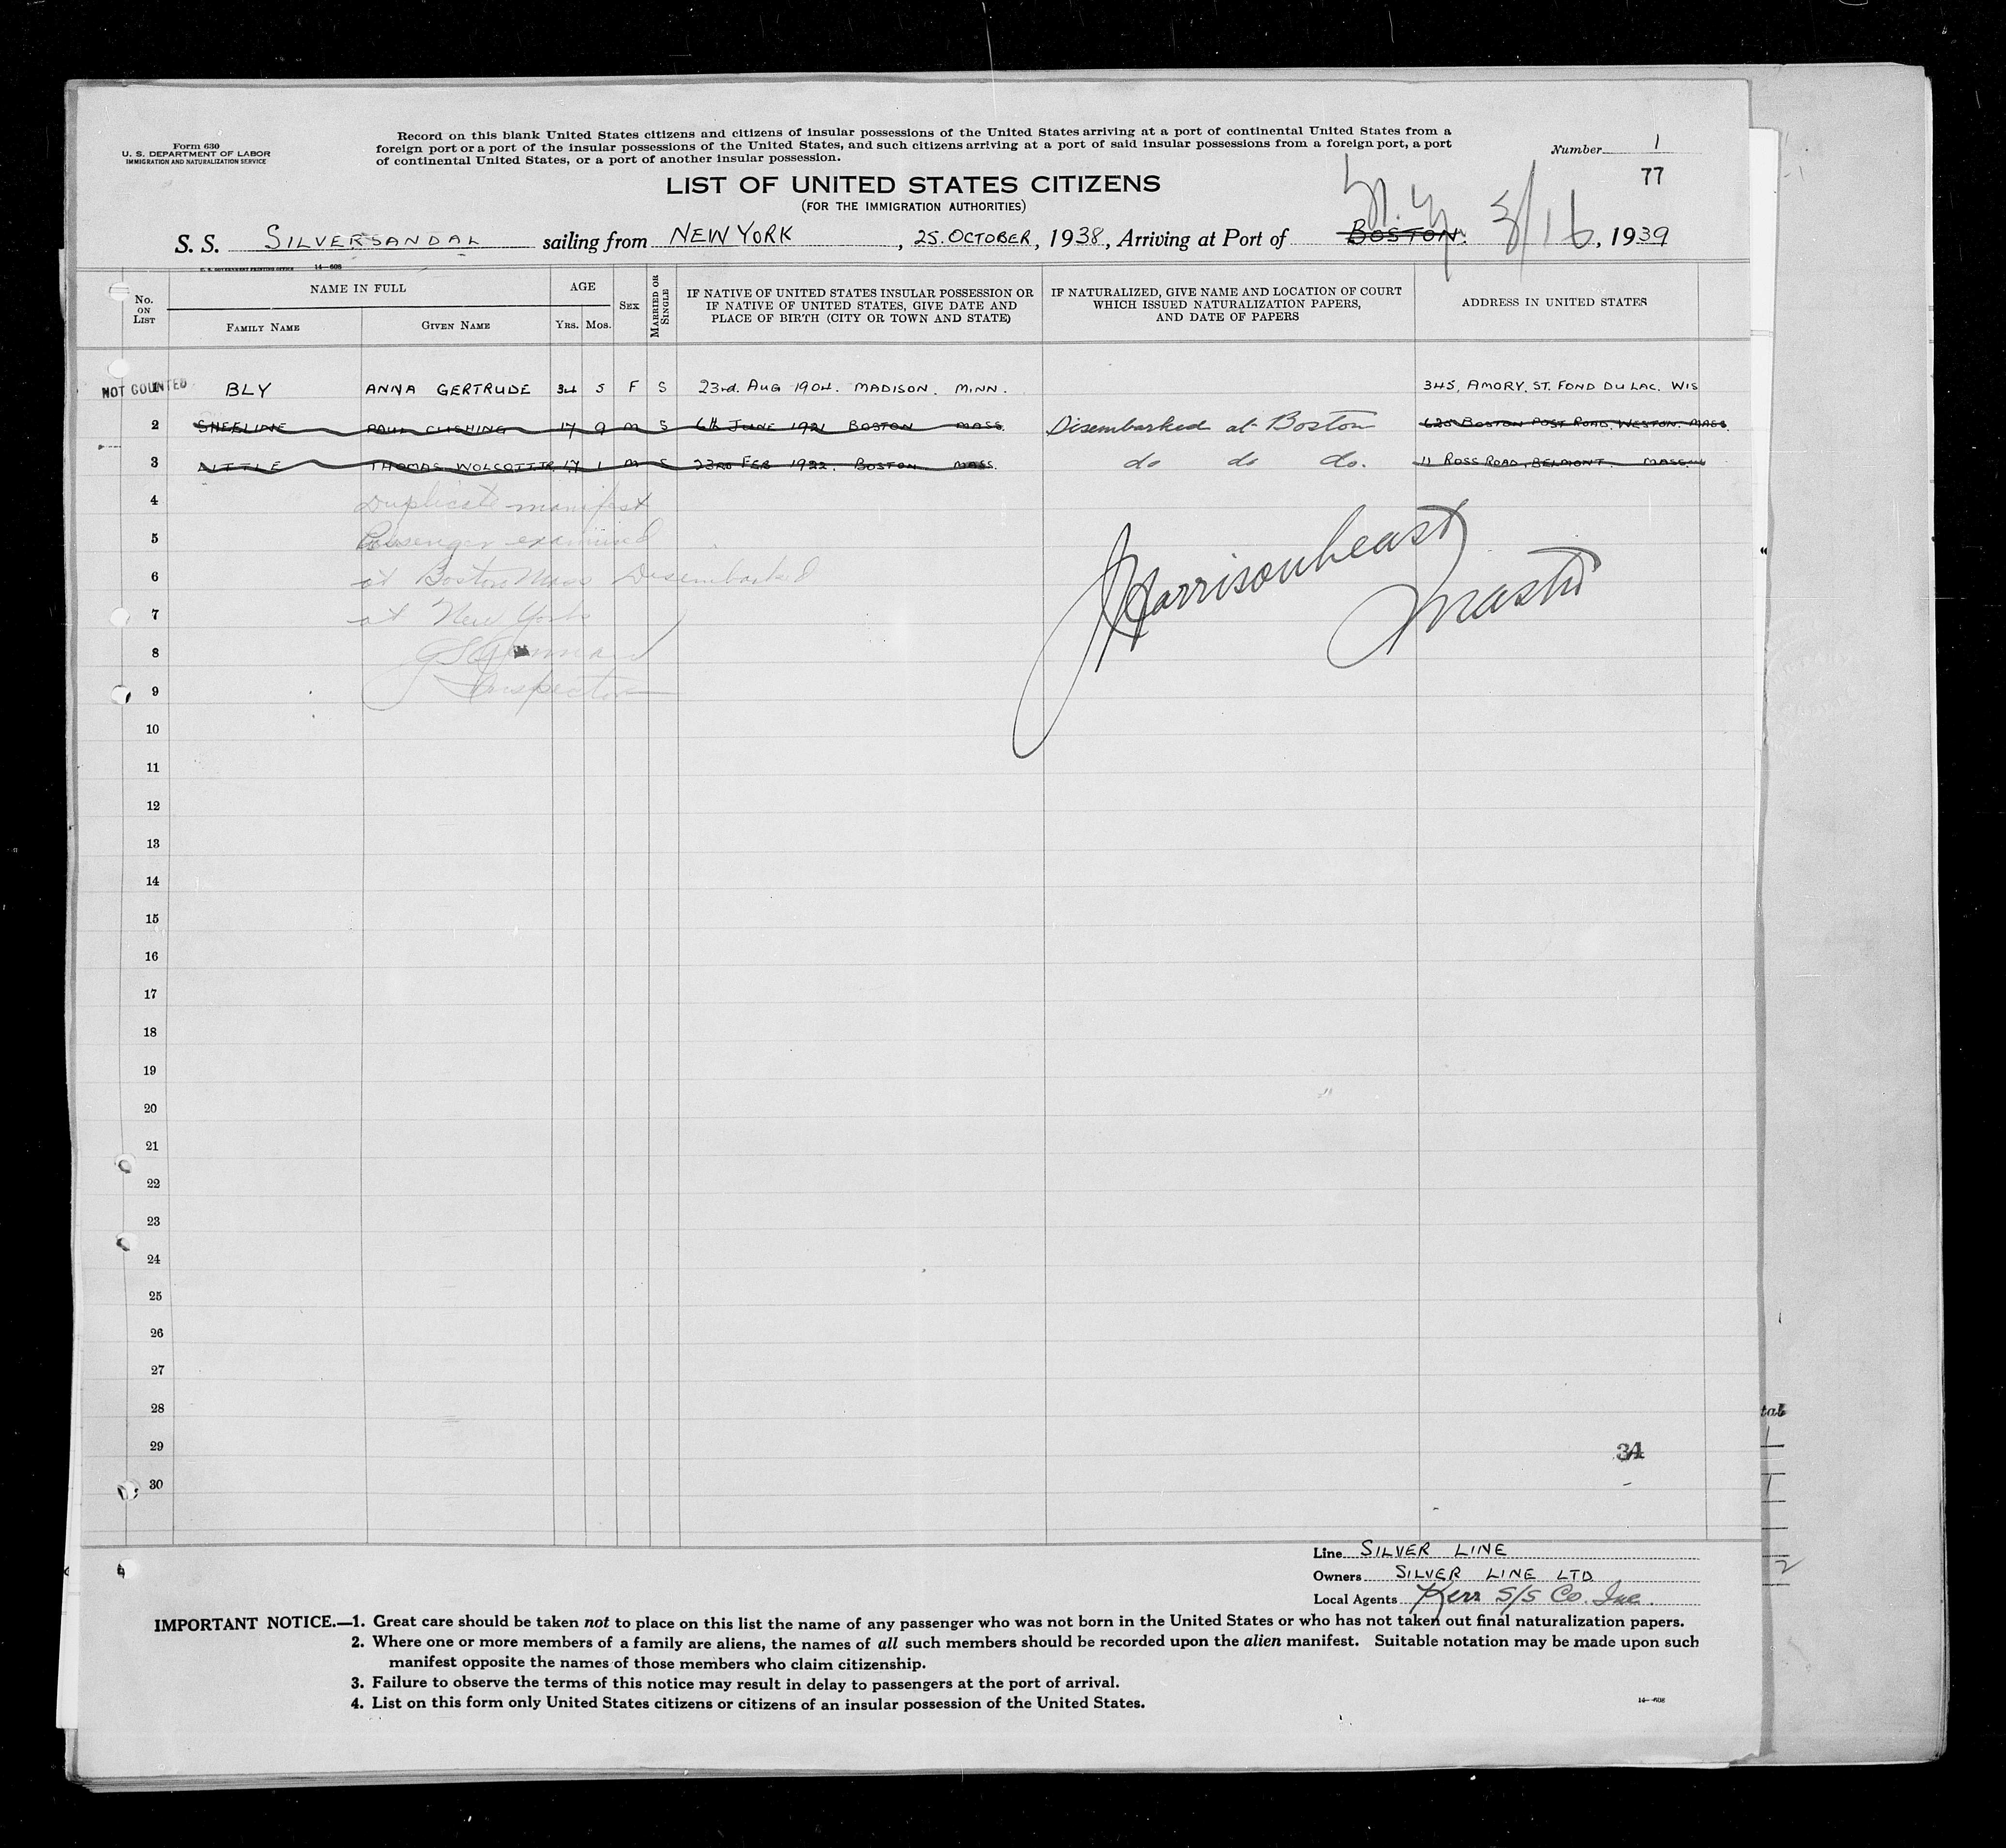 Form 630
U. S. DEPARTMENT OF LABOR
IMMIGRATION AND NATURALIZATION SERVICE
Record on this blank United States citizens and citizens of insular possessions of the United States arriving at a port of continental United States from a
foreign port or a port of the insular possessions of the United States, and such citizens arriving at a port of said insular possessions from a foreign port, a port
of continental United States, or a port of another insular possession.
Number 1
77
LIST OF UNITED STATES CITIZENS
(FOR THE IMMIGRATION AUTHORITIES)
N.Y. 3/16
S. S. SILVERSANDAL sailing from NEW YORK, 25. OCTOBER, 1938, Arriving at Port of BOSTON. , 1939
U. S. GOVERNMENT PRINTING OFFICE 14—608
No. ON LIST
NAME IN FULL
FAMILY NAME
GIVEN NAME
AGE
YRS. MOS.
SEX
MARRIED OR SINGLE
IF NATIVE OF UNITED STATES INSULAR POSSESSION OR
IF NATIVE OF UNITED STATES, GIVE DATE AND
PLACE OF BIRTH (CITY OR TOWN AND STATE)
IF NATURALIZED, GIVE NAME AND LOCATION OF COURT
WHICH ISSUED NATURALIZATION PAPERS,
AND DATE OF PAPERS
ADDRESS IN UNITED STATES
NOT COUNTED
1 BLY ANNA GERTRUDE 34 5 F S 23rd. AUG 1904. MADISON. MINN. 345, AMORY. ST. FOND DU LAC. WIS
2 SHEELINE PAUL CUSHING 17 9 M S 6th JUNE 1921 BOSTON MASS. Disembarked at Boston 620 BOSTON POST ROAD, WESTON. MASS.
3 LITTLE THOMAS WOLCOTT 17 1 M S 23RD FEB 1922. BOSTON MASS. do do do. 11 ROSS ROAD, BELMONT. MASS.
4 Duplicate manifest
5 Passenger examined
6 at Boston Mass Disembarked
7 at New York
8
9 Inspector
Master
10
11
12
13
14
15
16
17
18
19
20
21
22
23
24
25
26
27
28
29
34
30
Line SILVER LINE
Owners SILVER LINE LTD
Local Agents Kerr S/S Co. Inc.
IMPORTANT NOTICE.—1. Great care should be taken not to place on this list the name of any passenger who was not born in the United States or who has not taken out final naturalization papers.
2. Where one or more members of a family are aliens, the names of all such members should be recorded upon the alien manifest. Suitable notation may be made upon such
manifest opposite the names of those members who claim citizenship.
3. Failure to observe the terms of this notice may result in delay to passengers at the port of arrival.
4. List on this form only United States citizens or citizens of an insular possession of the United States.
14—608